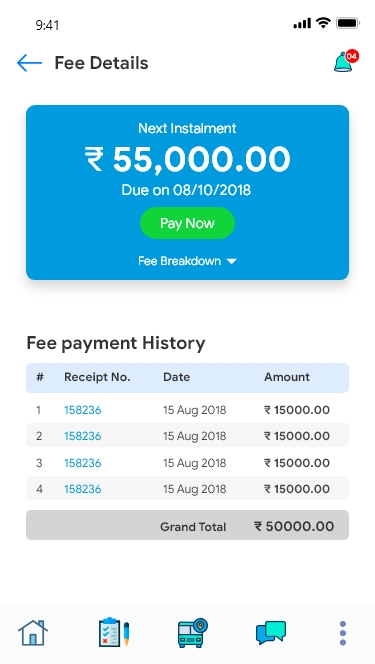 9:41
Fee Details
04
Next Instalment
₹ 55,000.00
Due on 08/10/2018
Pay Now
Fee Breakdown
Fee payment History
# Receipt No. Date Amount
1 158236 15 Aug 2018 ₹ 15000.00
2 158236 15 Aug 2018 ₹ 15000.00
3 158236 15 Aug 2018 ₹ 15000.00
4 158236 15 Aug 2018 ₹ 15000.00
Grand Total ₹ 50000.00